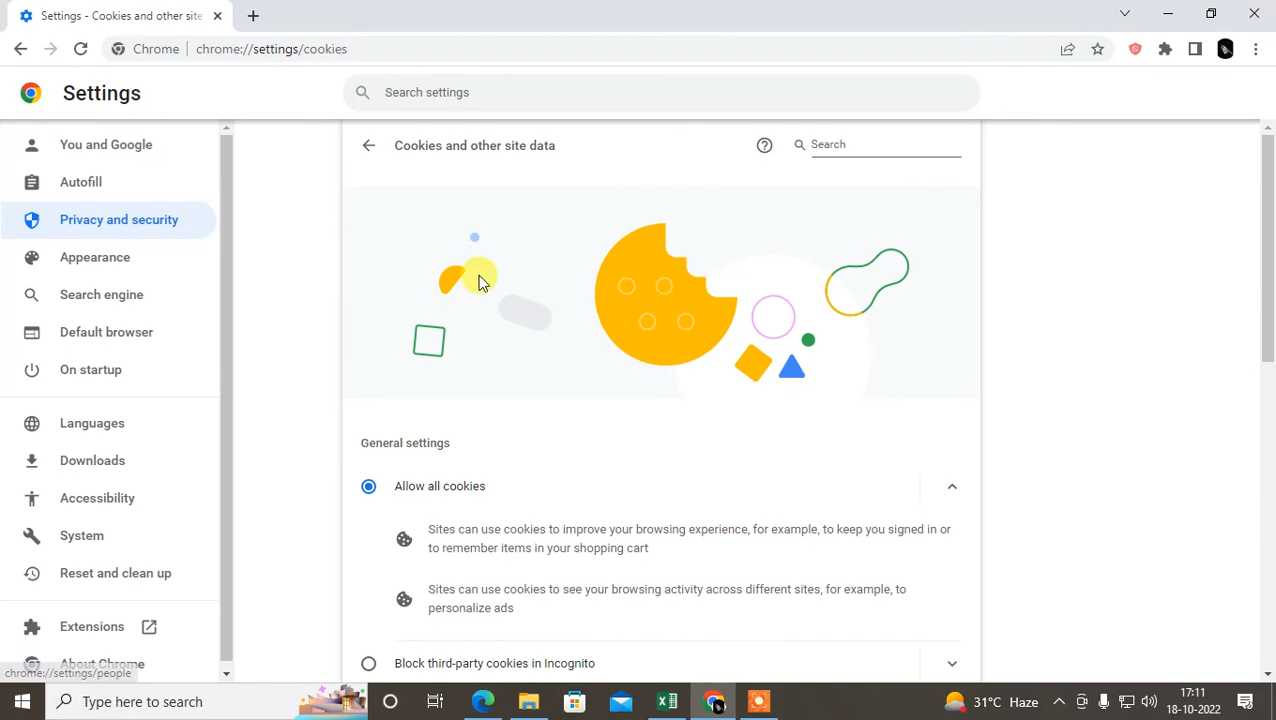 Settings - Cookies and other site
Chrome chrome://settings/cookies
Settings
Search settings
You and Google
Autofill
Privacy and security
Appearance
Search engine
Default browser
On startup
Languages
Downloads
Accessibility
System
Reset and clean up
Extensions
About Chrome
chrome://settings/people
Cookies and other site data
Search
General settings
Allow all cookies
Sites can use cookies to improve your browsing experience, for example, to keep you signed in or
to remember items in your shopping cart
Sites can use cookies to see your browsing activity across different sites, for example, to
personalize ads
Block third-party cookies in Incognito
Type here to search
31°C Haze
17:11
18-10-2022